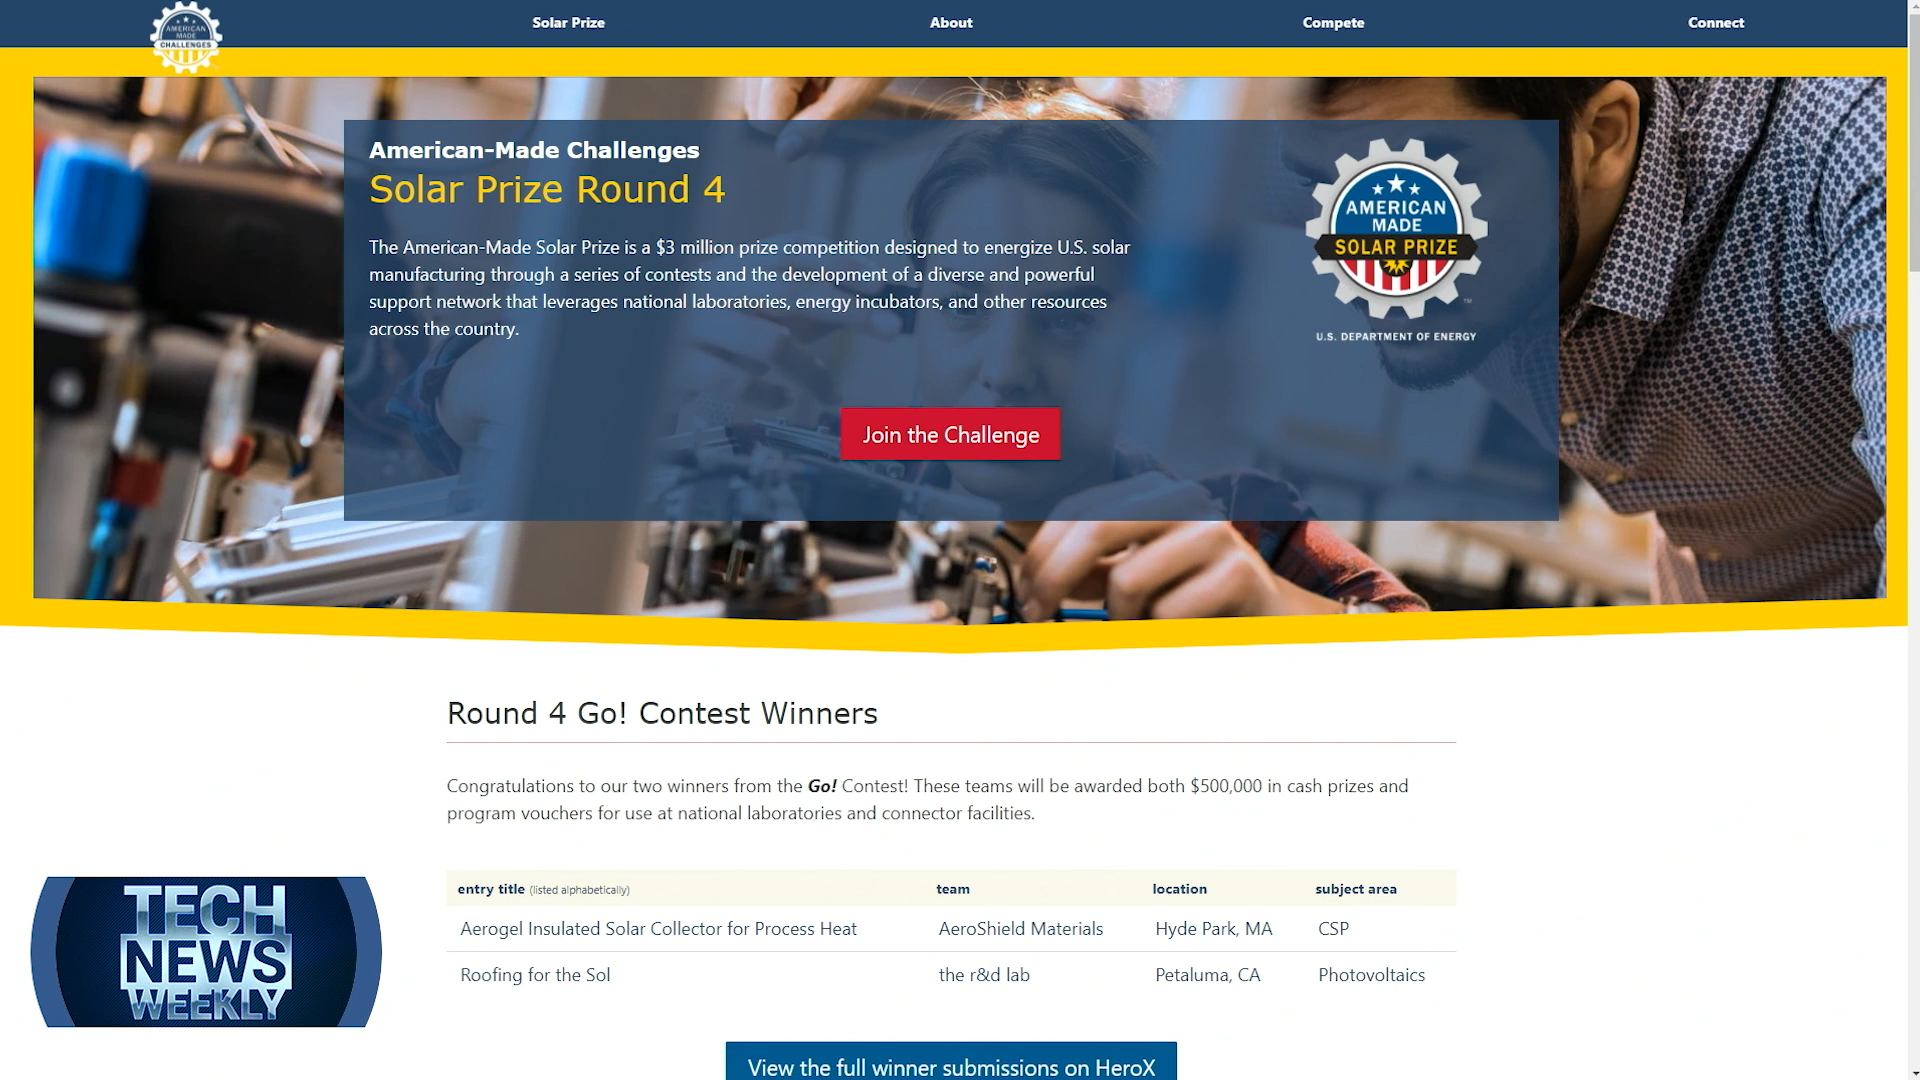 AMERICAN
MADE
CHALLENGES
Solar Prize
About
Compete
Connect
American-Made Challenges
Solar Prize Round 4
The American-Made Solar Prize is a $3 million prize competition designed to energize U.S. solar
manufacturing through a series of contests and the development of a diverse and powerful
support network that leverages national laboratories, energy incubators, and other resources
across the country.
AMERICAN
MADE
SOLAR PRIZE
TM
U.S. DEPARTMENT OF ENERGY
Join the Challenge
Round 4 Go! Contest Winners
Congratulations to our two winners from the Go! Contest! These teams will be awarded both $500,000 in cash prizes and
program vouchers for use at national laboratories and connector facilities.
entry title (listed alphabetically) team location subject area
Aerogel Insulated Solar Collector for Process Heat AeroShield Materials Hyde Park, MA CSP
Roofing for the Sol the r&d lab Petaluma, CA Photovoltaics
TECH
NEWS
WEEKLY
View the full winner submissions on HeroX